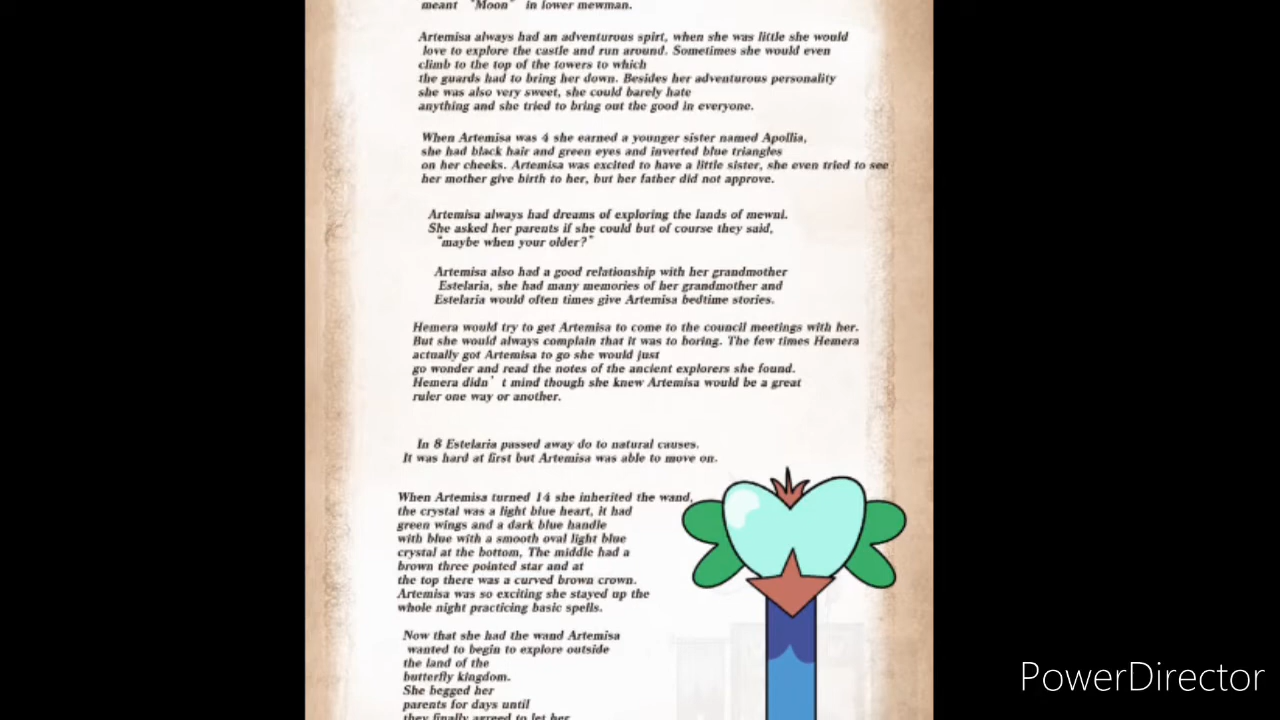 meant "Moon" in lower mewman.
Artemisa always had an adventurous spirt, when she was little she would
love to explore the castle and run around. Sometimes she would even
climb to the top of the towers to which
the guards had to bring her down. Besides her adventurous personality
she was also very sweet, she could barely hate
anything and she tried to bring out the good in everyone.
When Artemisa was 4 she earned a younger sister named Apollia,
she had black hair and green eyes and inverted blue triangles
on her cheeks. Artemisa was excited to have a little sister, she even tried to see
her mother give birth to her, but her father did not approve.
Artemisa always had dreams of exploring the lands of mewni.
She asked her parents if she could but of course they said,
"maybe when your older?"
Artemisa also had a good relationship with her grandmother
Estelaria, she had many memories of her grandmother and
Estelaria would often times give Artemisa bedtime stories.
Hemera would try to get Artemisa to come to the council meetings with her.
But she would always complain that it was to boring. The few times Hemera
actually got Artemisa to go she would just
go wonder and read the notes of the ancient explorers she found.
Hemera didn' t mind though she knew Artemisa would be a great
ruler one way or another.
In 8 Estelaria passed away do to natural causes.
It was hard at first but Artemisa was able to move on.
When Artemisa turned 14 she inherited the wand,
the crystal was a light blue heart, it had
green wings and a dark blue handle
with blue with a smooth oval light blue
crystal at the bottom, The middle had a
brown three pointed star and at
the top there was a curved brown crown.
Artemisa was so exciting she stayed up the
whole night practicing basic spells.
Now that she had the wand Artemisa
wanted to begin to explore outside
the land of the
butterfly kingdom.
She begged her
parents for days until
they finally agreed to let her
PowerDirector